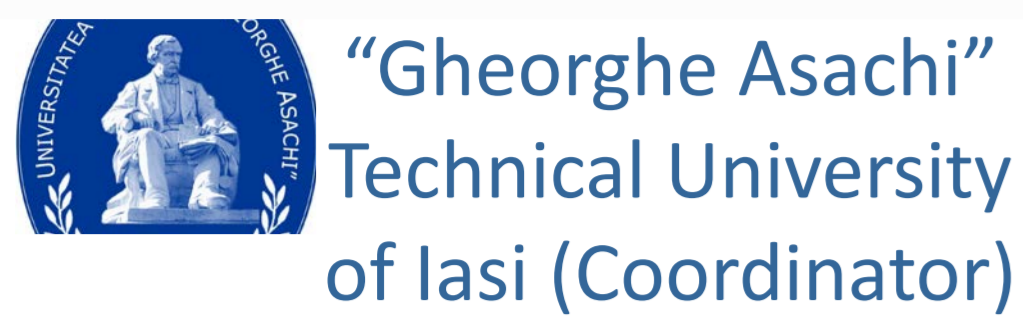 UNIVERSITATEA
GHEORGHE ASACHI”
“Gheorghe Asachi”
Technical University
of Iasi (Coordinator)